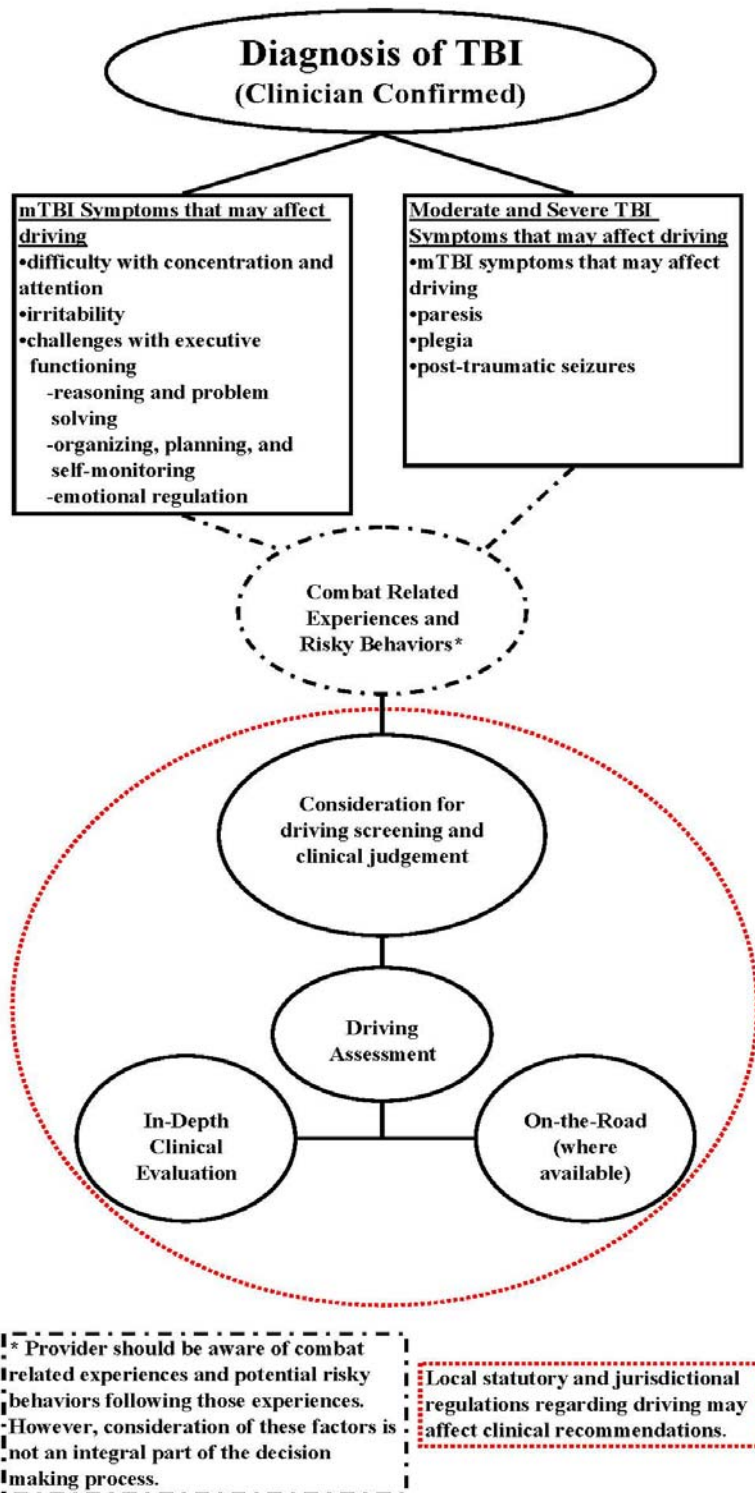 Diagnosis of TBI
(Clinician Confirmed)
mTBI Symptoms that may affect
driving
•difficulty with concentration and
attention
•irritability
•challenges with executive
functioning
-reasoning and problem
solving
-organizing, planning, and
self-monitoring
-emotional regulation
Moderate and Severe TBI
Symptoms that may affect driving
•mTBI symptoms that may affect
driving
•paresis
•plegia
•post-traumatic seizures
Combat Related
Experiences and
Risky Behaviors*
Consideration for
driving screening and
clinical judgement
Driving
Assessment
In-Depth
Clinical
Evaluation
On-the-Road
(where
available)
* Provider should be aware of combat
related experiences and potential risky
behaviors following those experiences.
However, consideration of these factors is
not an integral part of the decision
making process.
Local statutory and jurisdictional
regulations regarding driving may
affect clinical recommendations.